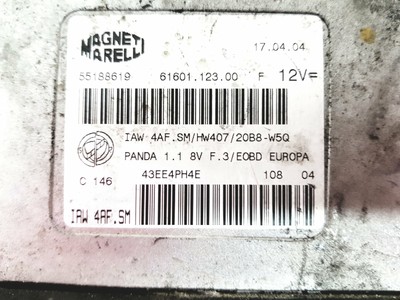 MAGNETI
MARELLI
17.04.04
55188619 61601.123.00 F 12V=
IAW 4AF.SM/HW407/20B8-W5Q
PANDA 1.1 8V F.3/EOBD EUROPA
C 146 43EE4PH4E 108 04
IAW 4AF.SM